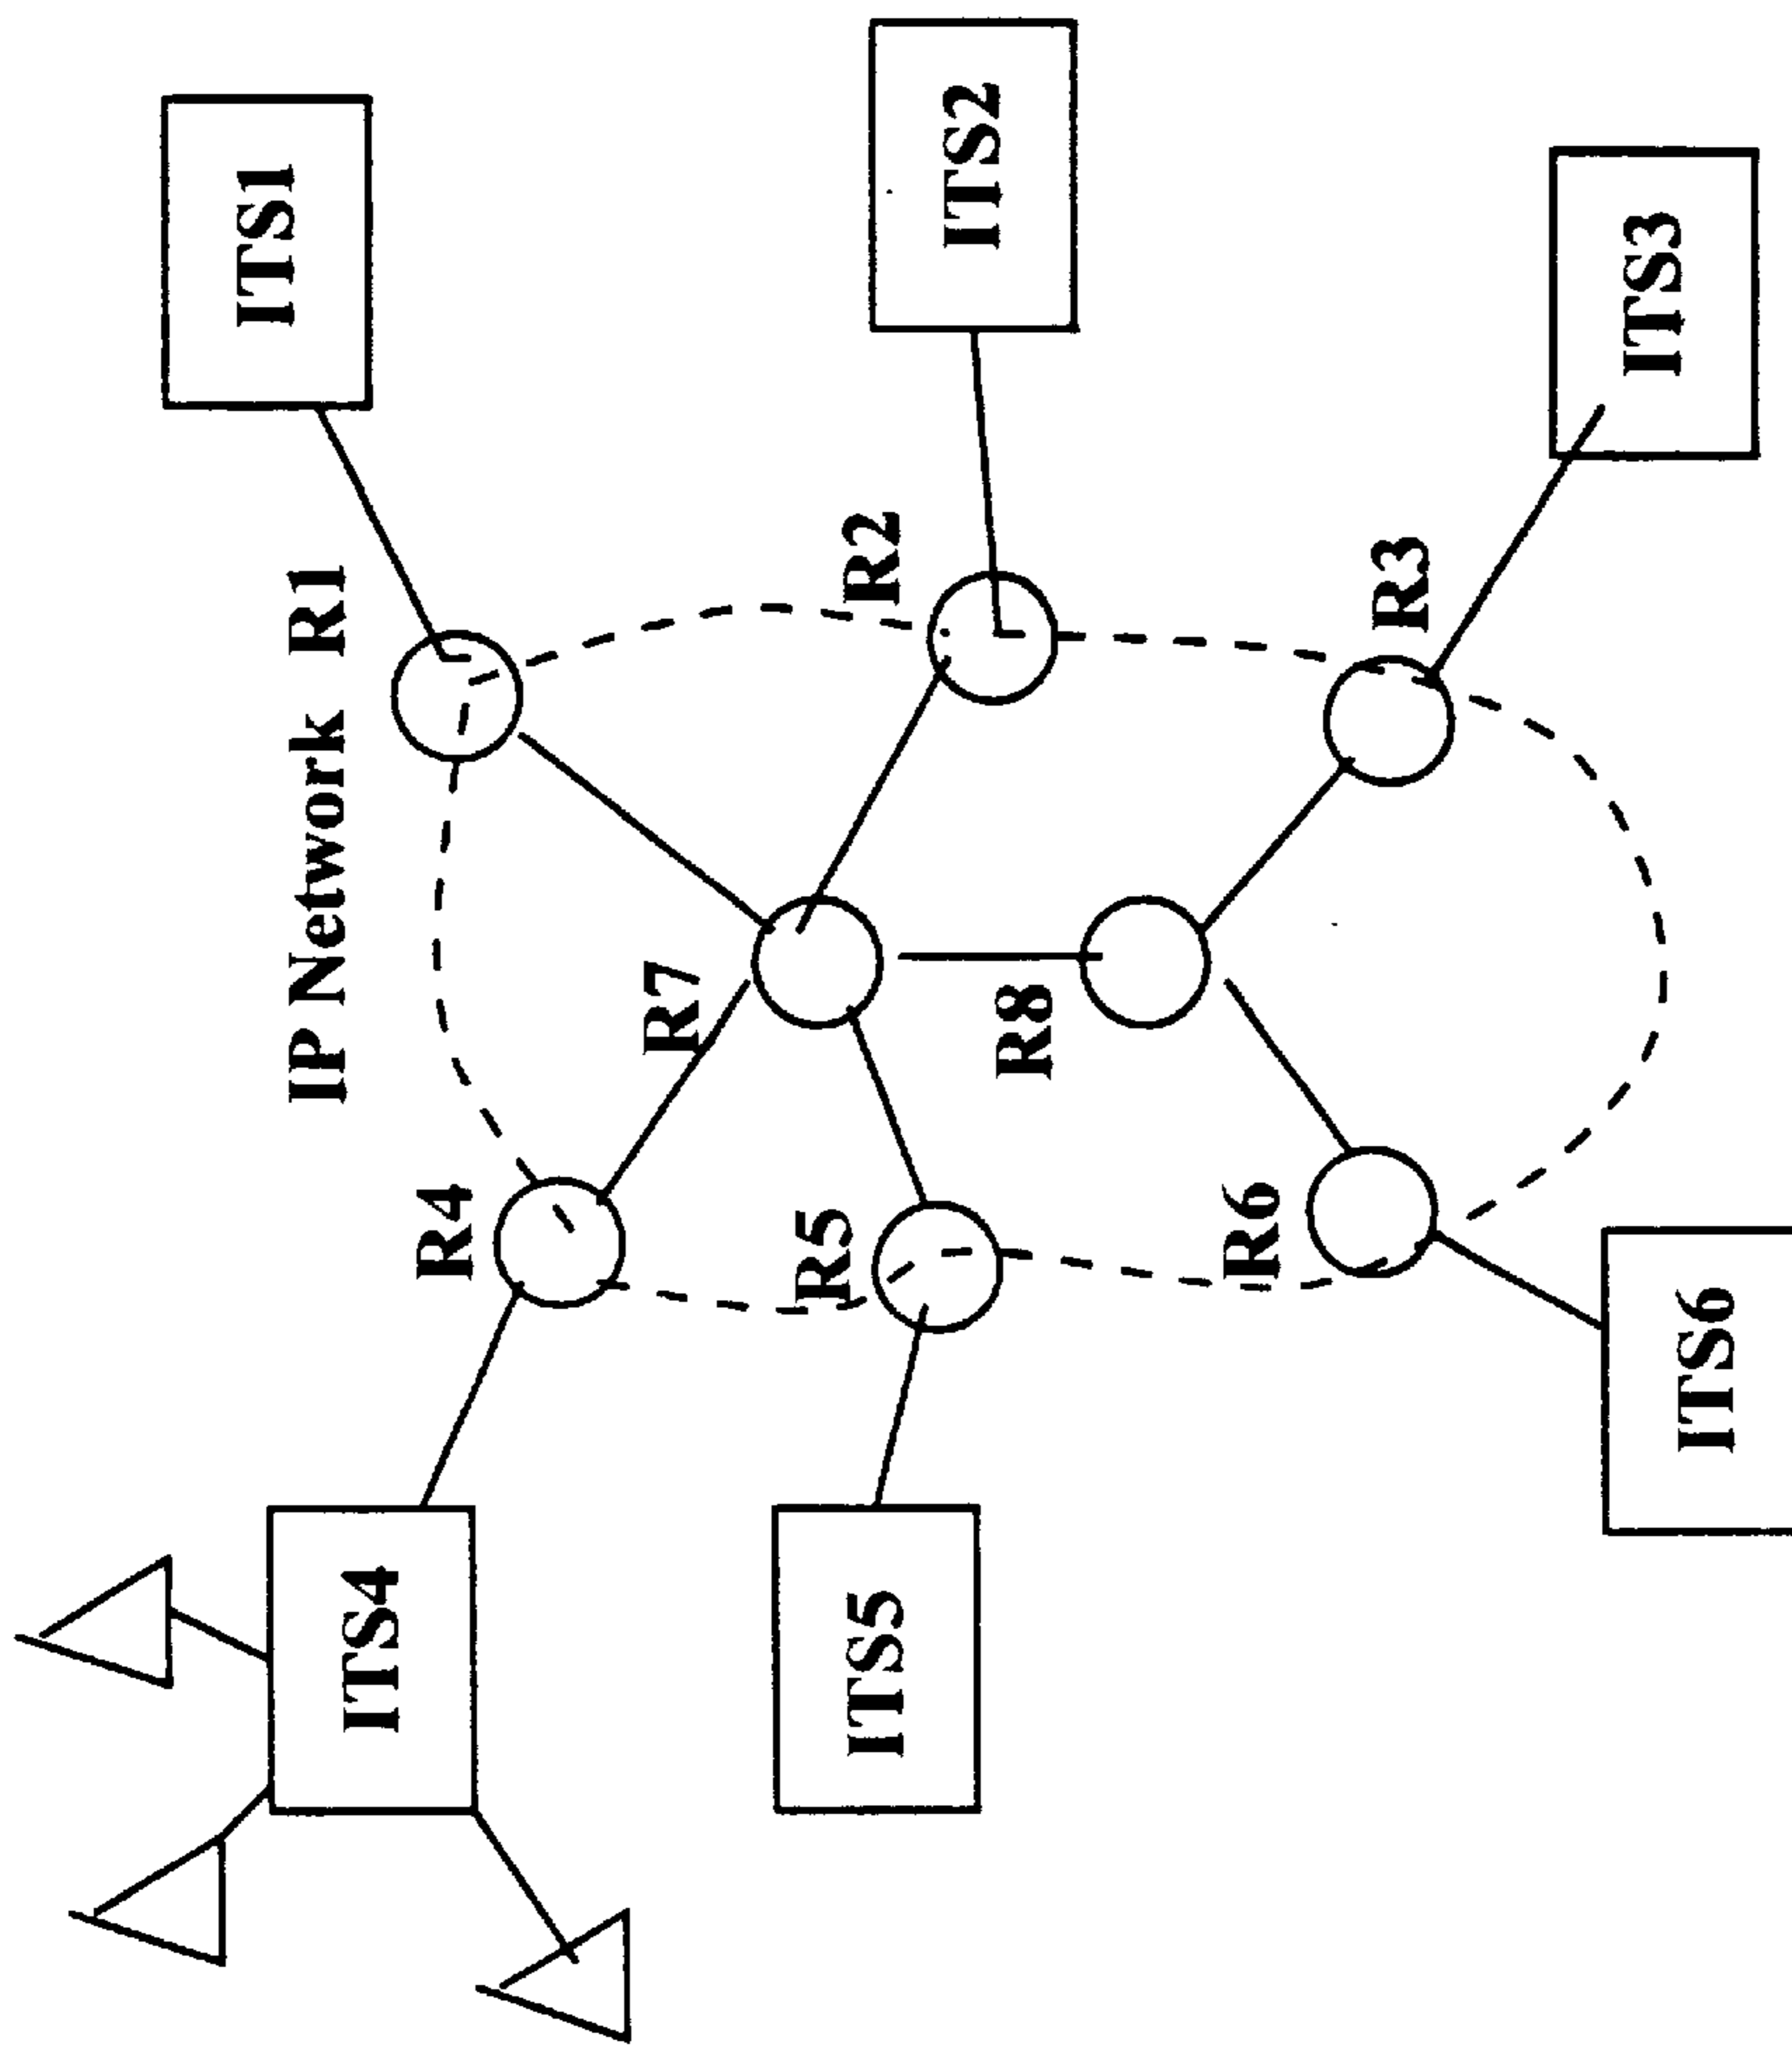 IP Network
R1
ITS1
R4
R7
R2
ITS2
ITS4
R5
R8
R3
ITS3
ITS5
R6
ITS6